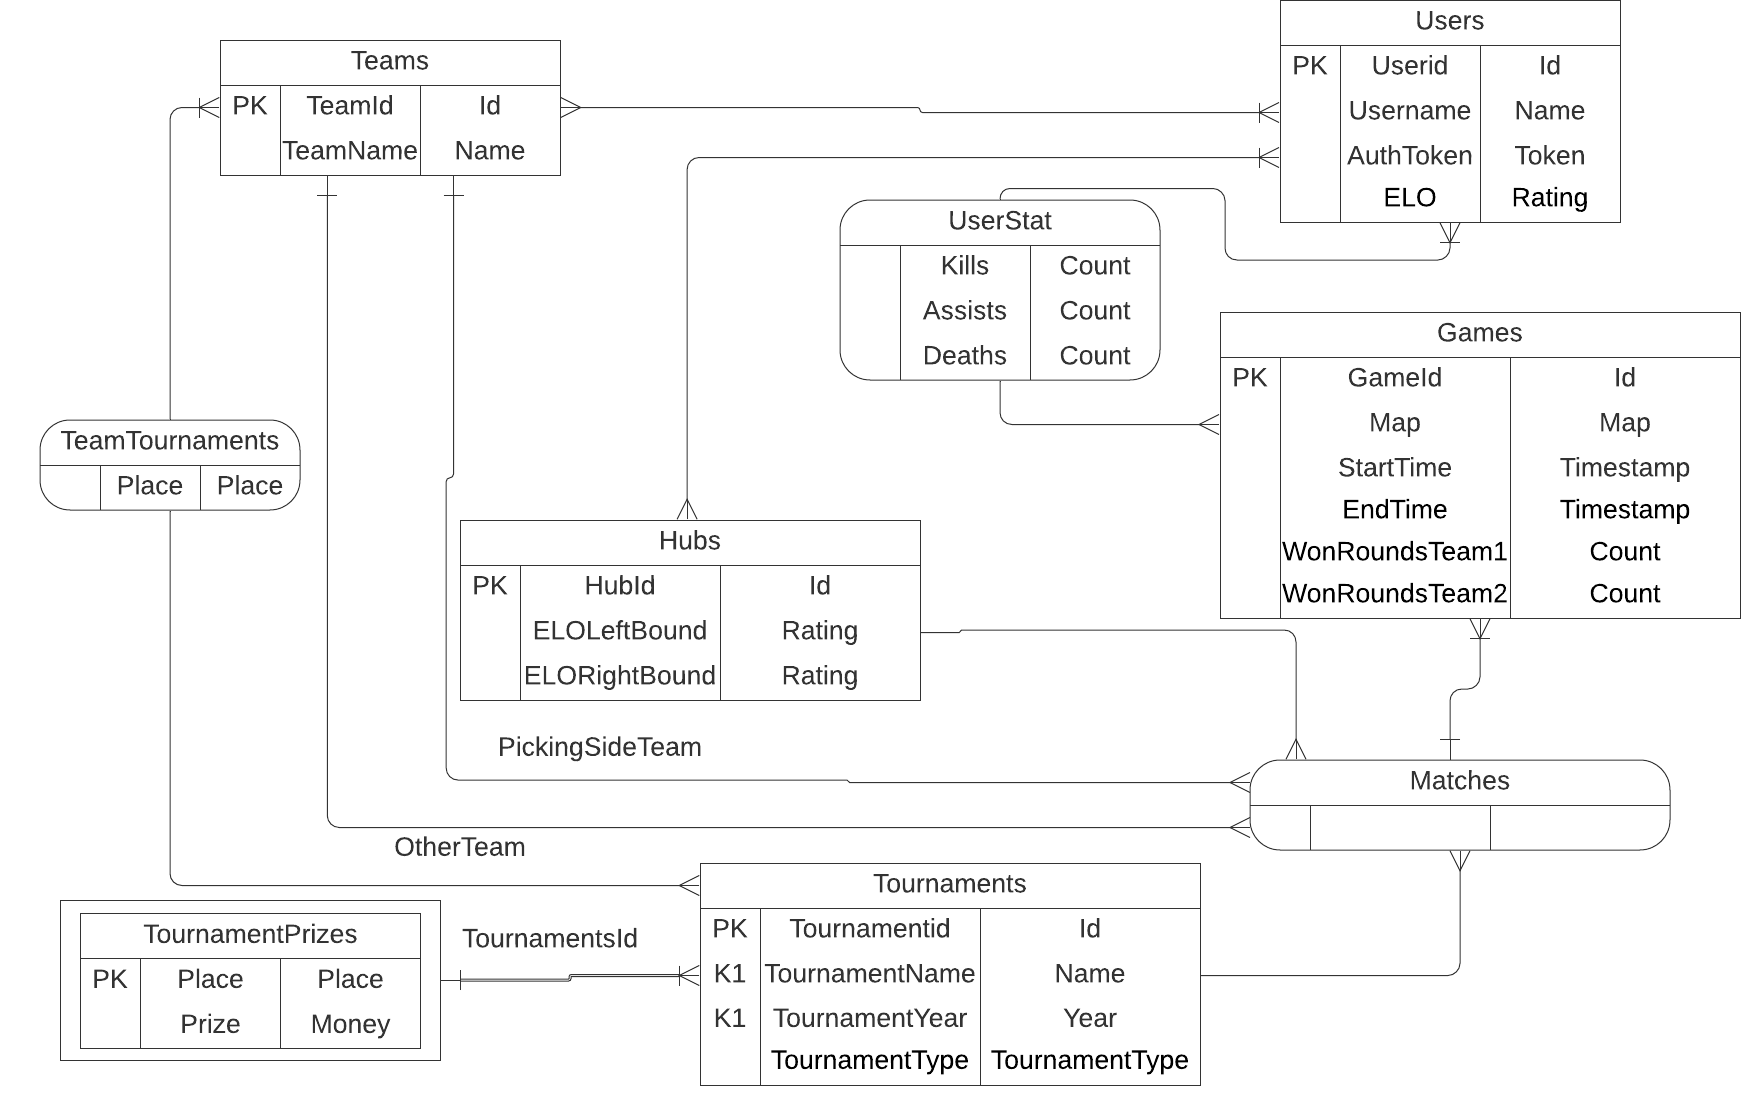 Users
PK Userid Id
Username Name
AuthToken Token
ELO Rating
Teams
PK TeamId Id
TeamName Name
UserStat
Kills Count
Assists Count
Deaths Count
Games
PK GameId Id
Map Map
StartTime Timestamp
EndTime Timestamp
WonRoundsTeam1 Count
WonRoundsTeam2 Count
TeamTournaments
Place Place
Hubs
PK HubId Id
ELOLeftBound Rating
ELORightBound Rating
PickingSideTeam
Matches
OtherTeam
Tournaments
PK Tournamentid Id
K1 TournamentName Name
K1 TournamentYear Year
TournamentType TournamentType
TournamentPrizes
PK Place Place
Prize Money
TournamentsId